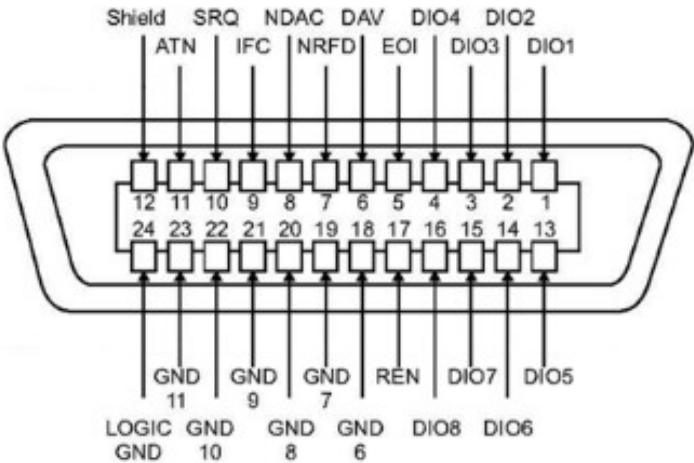 Shield SRQ NDAC DAV DIO4 DIO2
ATN IFC NRFD EOI DIO3 DIO1
12 11 10 9 8 7 6 5 4 3 2 1
24 23 22 21 20 19 18 17 16 15 14 13
GND GND GND REN DIO7 DIO5
11 9 7
LOGIC GND GND GND DIO8 DIO6
GND 10 8 6